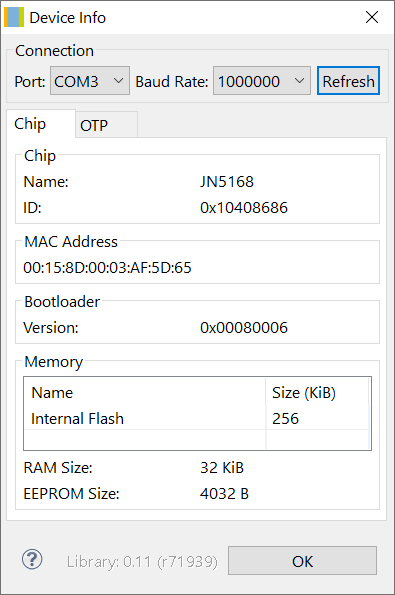 Device Info
Connection
Port: COM3 Baud Rate: 1000000 Refresh
Chip OTP
Chip
Name: JN5168
ID: 0x10408686
MAC Address
00:15:8D:00:03:AF:5D:65
Bootloader
Version: 0x00080006
Memory
Name Size (KiB)
Internal Flash 256
RAM Size: 32 KiB
EEPROM Size: 4032 B
? Library: 0.11 (r71939) OK